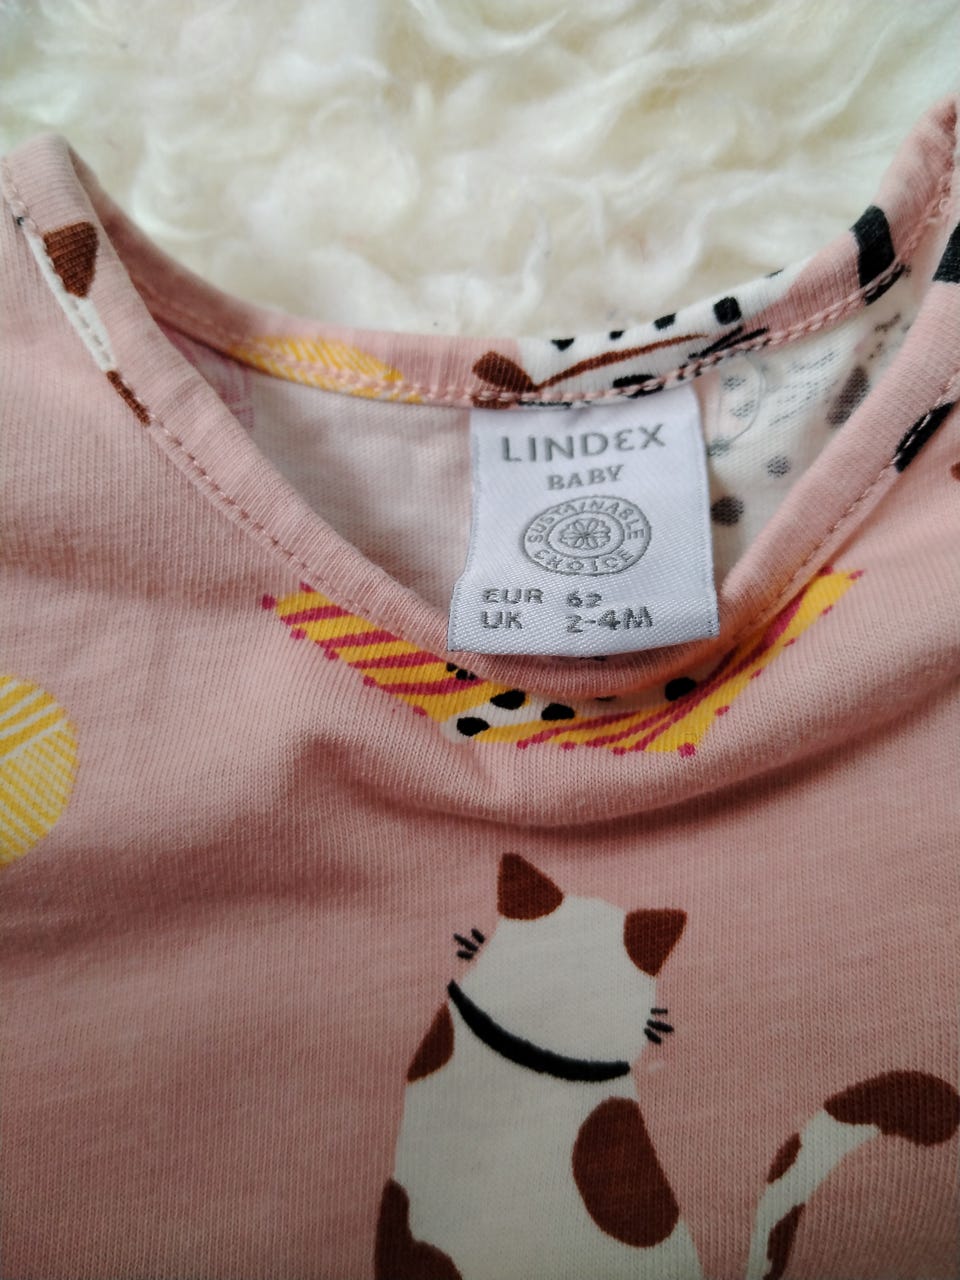 LINDEX
BABY
SUSTAINABLE
CHOICE
EUR 62
UK 2-4M